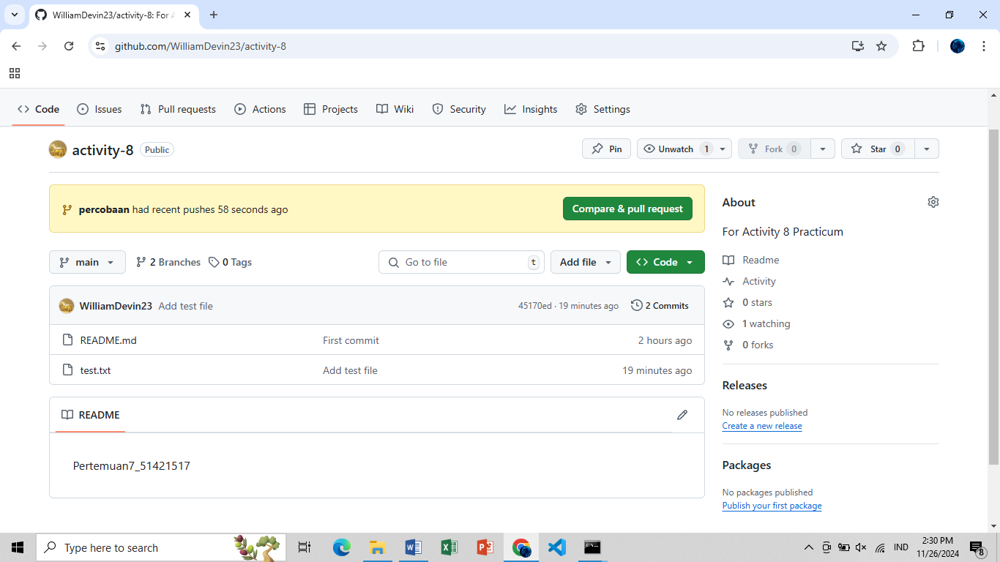 WilliamDevin23/activity-8: For A
github.com/WilliamDevin23/activity-8
Code Issues Pull requests Actions Projects Wiki Security Insights Settings
activity-8 Public Pin Unwatch 1 Fork 0 Star 0
percobaan had recent pushes 58 seconds ago Compare & pull request
main 2 Branches 0 Tags Go to file t Add file Code
WilliamDevin23 Add test file 45170ed · 19 minutes ago 2 Commits
README.md First commit 2 hours ago
test.txt Add test file 19 minutes ago
README
Pertemuan7_51421517
About
For Activity 8 Practicum
Readme
Activity
0 stars
1 watching
0 forks
Releases
No releases published
Create a new release
Packages
No packages published
Publish your first package
Type here to search
IND
2:30 PM
11/26/2024
8